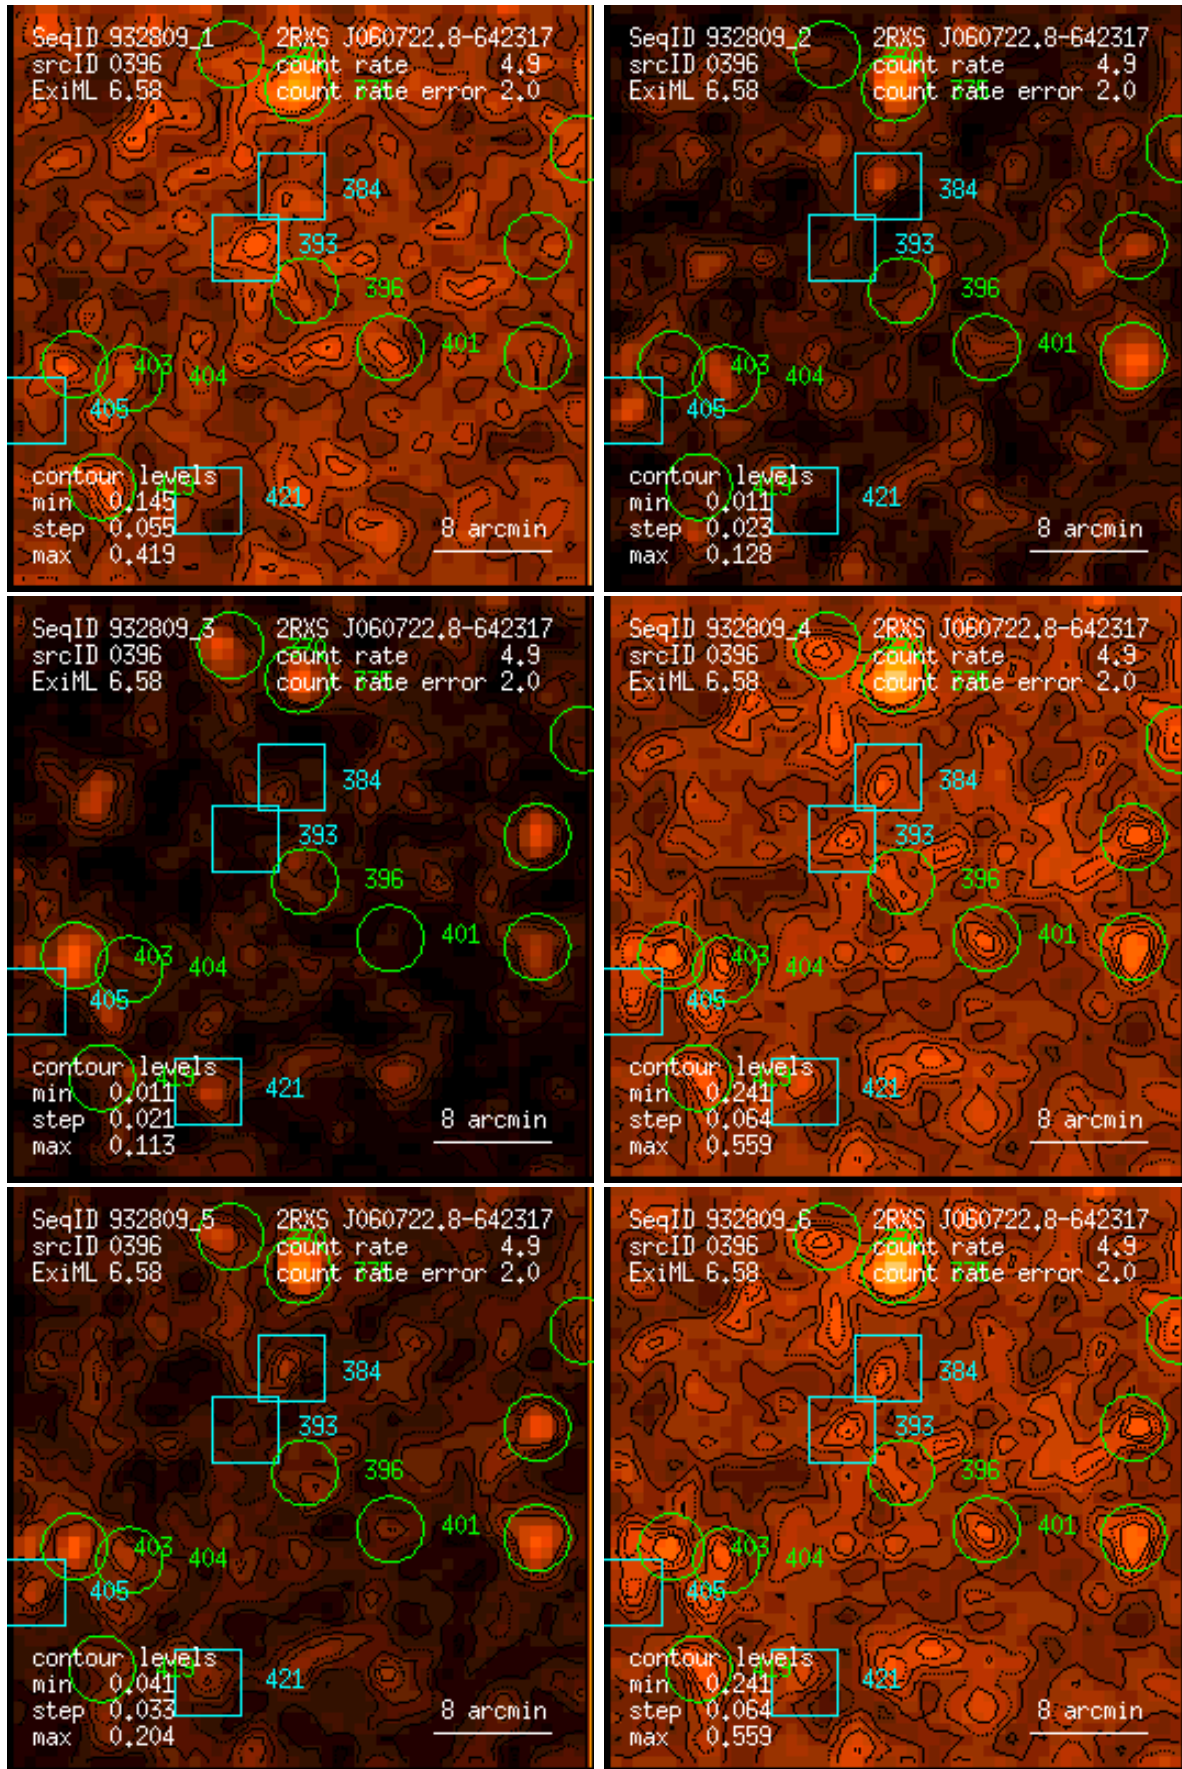 SeqID 932809_1 2RXS J060722.8-642317
srcID 0396 count rate 4.9
ExiML 6.58 count rate error 2.0
384
393
396
401
403
404
405
contour levels
min 0.145
421
step 0.055
8 arcmin
max 0.419
SeqID 932809_2 2RXS J060722.8-642317
srcID 0396 count rate 4.9
ExiML 6.58 count rate error 2.0
384
393
396
401
403
404
405
contour levels
min 0.011
421
step 0.023
8 arcmin
max 0.128
SeqID 932809_3 2RXS J060722.8-642317
srcID 0396 count rate 4.9
ExiML 6.58 count rate error 2.0
384
393
396
401
403
404
405
contour levels
min 0.011
421
step 0.021
8 arcmin
max 0.113
SeqID 932809_4 2RXS J060722.8-642317
srcID 0396 count rate 4.9
ExiML 6.58 count rate error 2.0
384
393
396
401
403
404
405
contour levels
min 0.241
421
step 0.064
8 arcmin
max 0.559
SeqID 932809_5 2RXS J060722.8-642317
srcID 0396 count rate 4.9
ExiML 6.58 count rate error 2.0
384
393
396
401
403
404
405
contour levels
min 0.041
421
step 0.033
8 arcmin
max 0.204
SeqID 932809_6 2RXS J060722.8-642317
srcID 0396 count rate 4.9
ExiML 6.58 count rate error 2.0
384
393
396
401
403
404
405
contour levels
min 0.241
421
step 0.064
8 arcmin
max 0.559